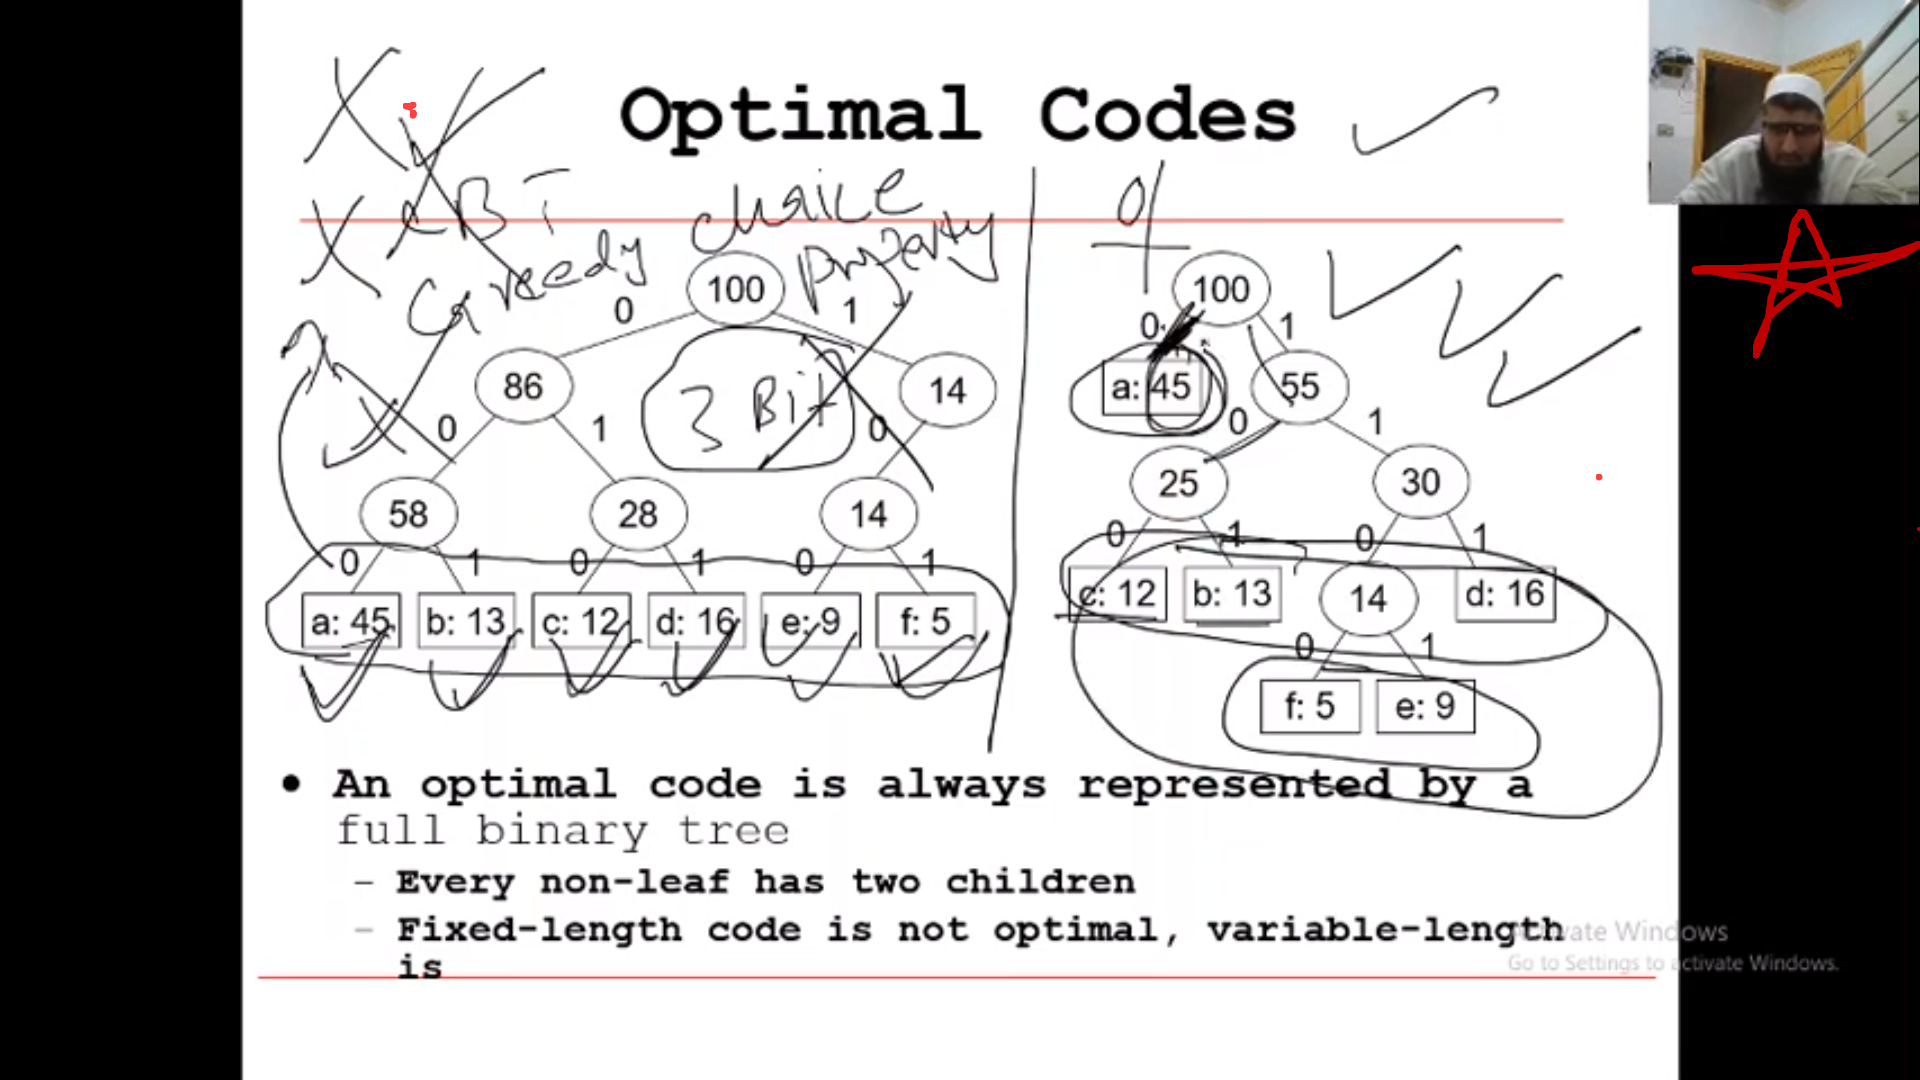 Optimal Codes
BT choice
Greedy property
0/
100
0 1
86 14
3 Bit
0 1 0
58 28 14
0 1 0 1 0 1
a: 45 b: 13 c: 12 d: 16 e: 9 f: 5
100
0 1
a: 45 55
0 1
25 30
0 1 0 1
c: 12 b: 13 14 d: 16
0 1
f: 5 e: 9
• An optimal code is always represented by a
full binary tree
– Every non-leaf has two children
– Fixed-length code is not optimal, variable-length
is
Activate Windows
Go to Settings to activate Windows.